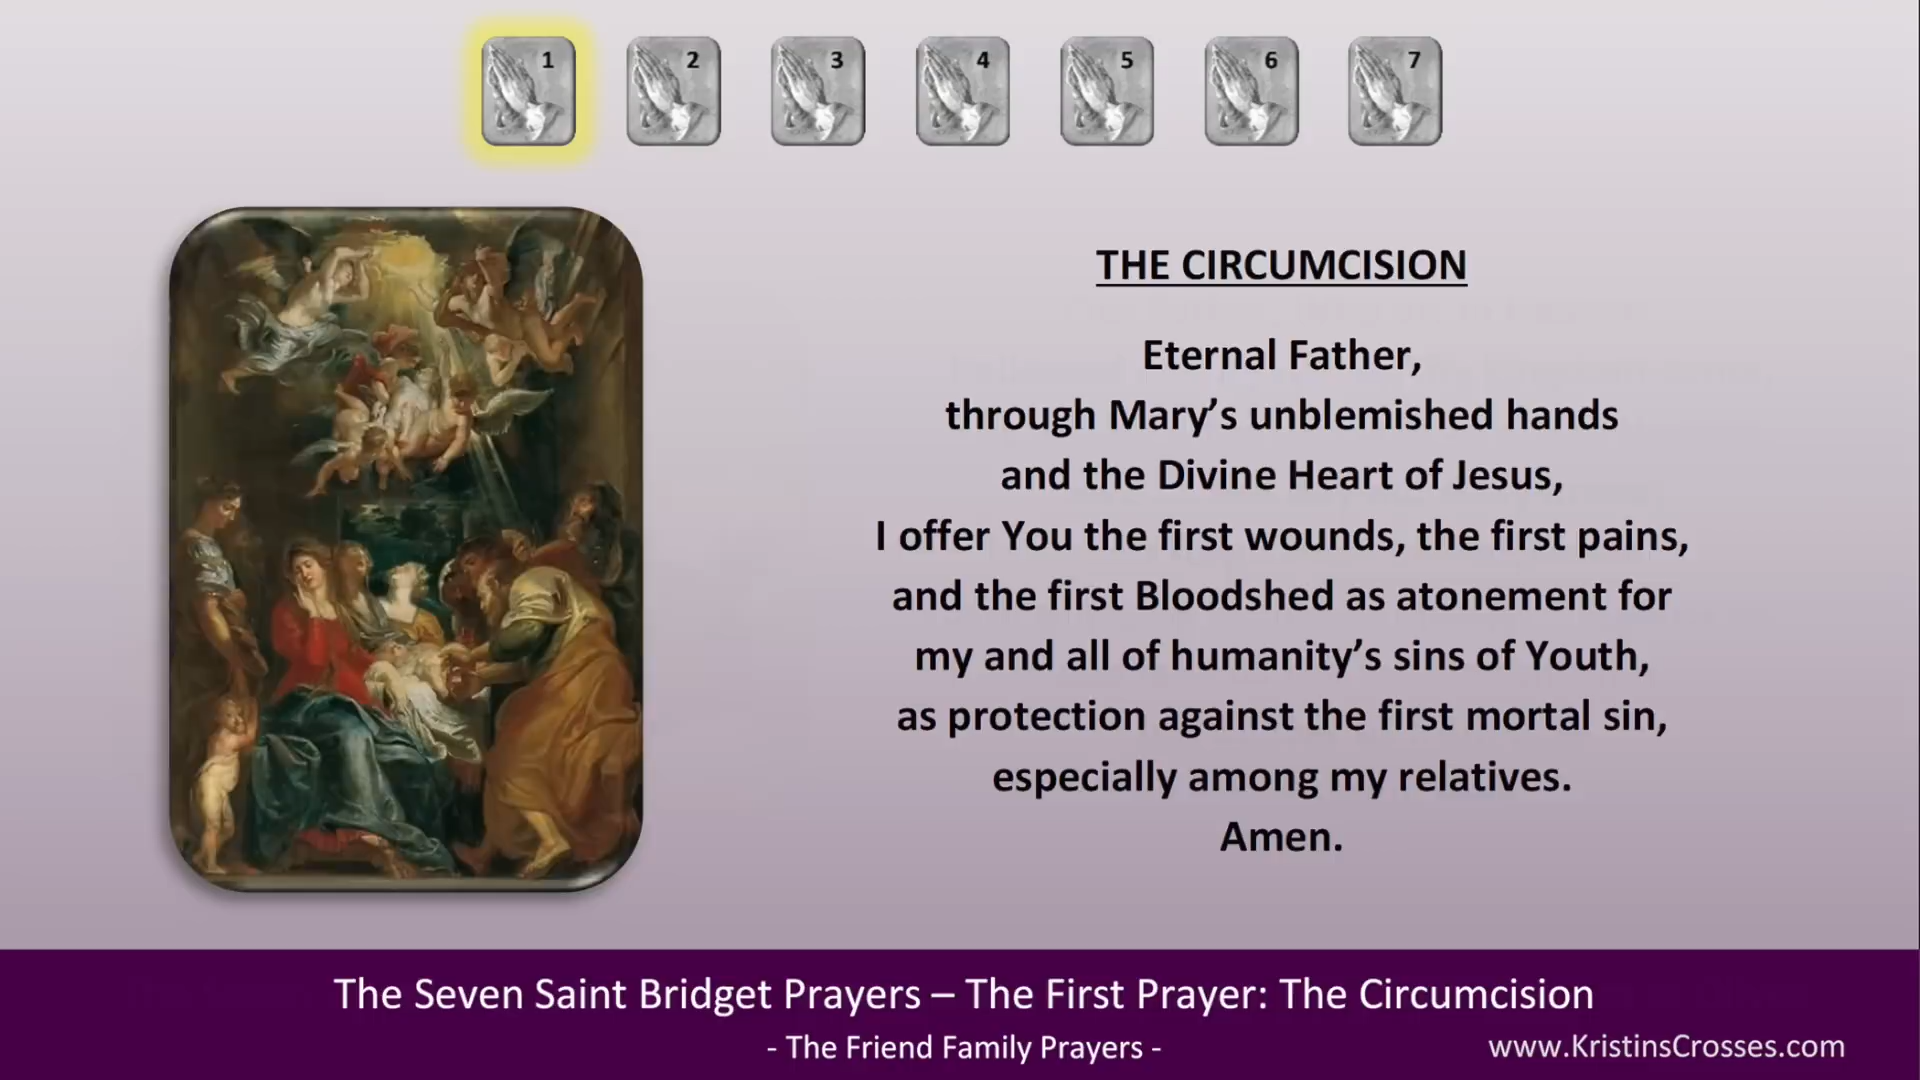 1 2 3 4 5 6 7
THE CIRCUMCISION
Eternal Father,
through Mary’s unblemished hands
and the Divine Heart of Jesus,
I offer You the first wounds, the first pains,
and the first Bloodshed as atonement for
my and all of humanity’s sins of Youth,
as protection against the first mortal sin,
especially among my relatives.
Amen.
The Seven Saint Bridget Prayers – The First Prayer: The Circumcision
- The Friend Family Prayers -
www.KristinsCrosses.com